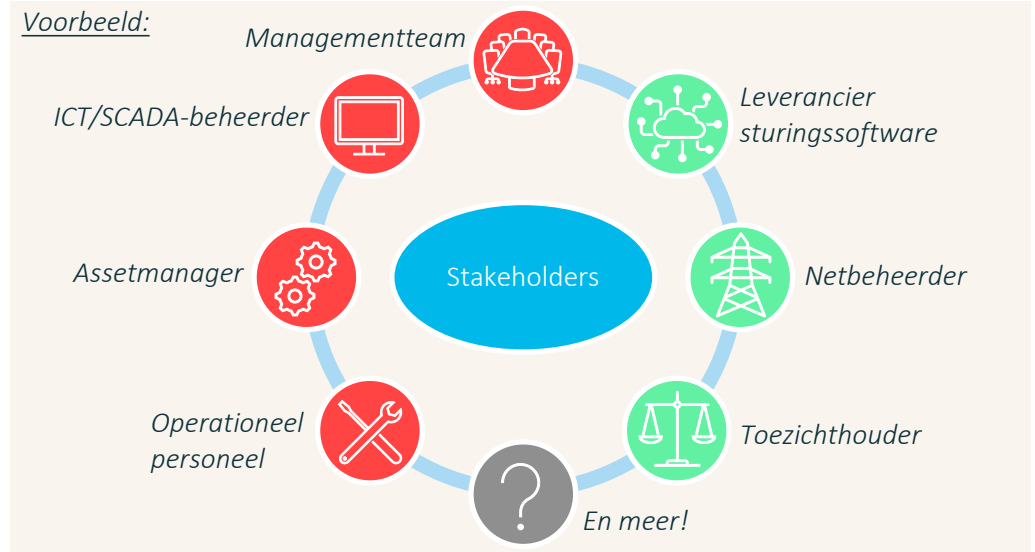 Voorbeeld:
Managementteam
Leverancier
sturingssoftware
ICT/SCADA-beheerder
Stakeholders
Assetmanager
Netbeheerder
Operationeel
personeel
Toezichthouder
?
En meer!